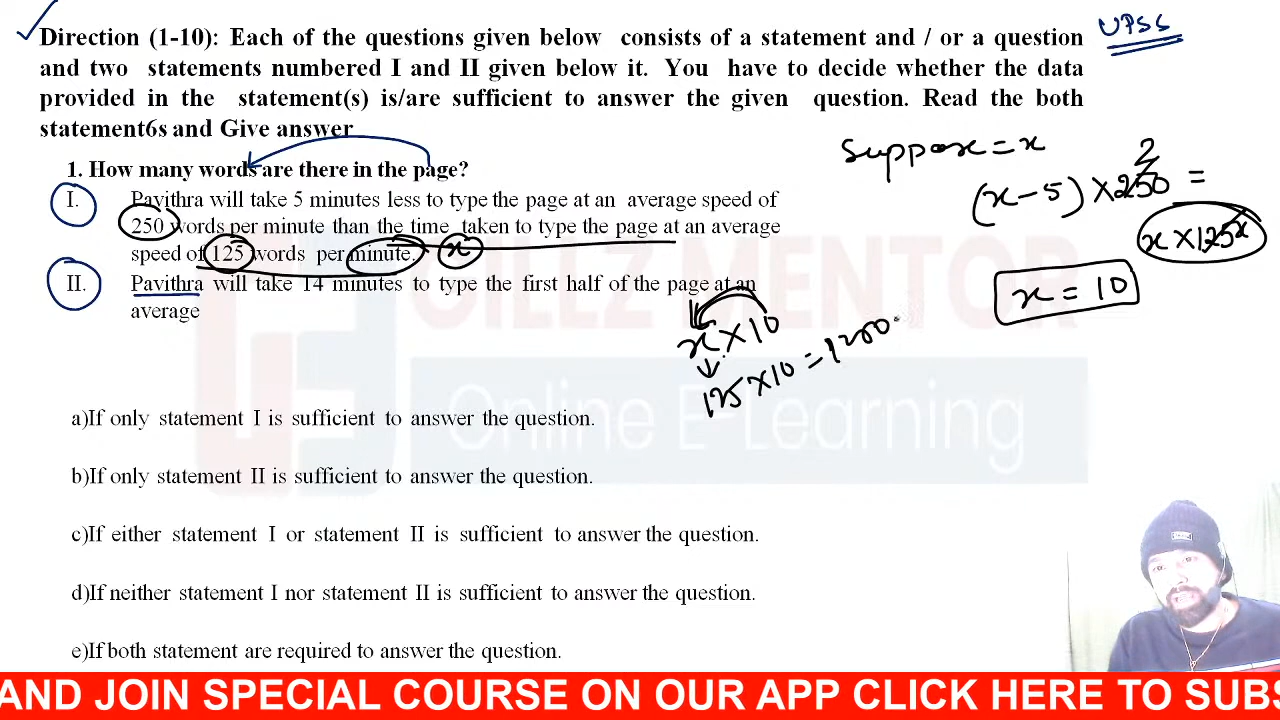 Direction (1-10): Each of the questions given below consists of a statement and / or a question
and two statements numbered I and II given below it. You have to decide whether the data
provided in the statement(s) is/are sufficient to answer the given question. Read the both
statement6s and Give answer
UPSS
1. How many words are there in the page?
I. Pavithra will take 5 minutes less to type the page at an average speed of
250 words per minute than the time taken to type the page at an average
speed of 125 words per minute. x
II. Pavithra will take 14 minutes to type the first half of the page at an
average
Suppose = x
2
(x-5) × 250 =
x × 125
x = 10
x × 10
125 × 10 = 1250
GILLZ MENTOR
Online E-Learning
a)If only statement I is sufficient to answer the question.
b)If only statement II is sufficient to answer the question.
c)If either statement I or statement II is sufficient to answer the question.
d)If neither statement I nor statement II is sufficient to answer the question.
e)If both statement are required to answer the question.
AND JOIN SPECIAL COURSE ON OUR APP CLICK HERE TO SUBS